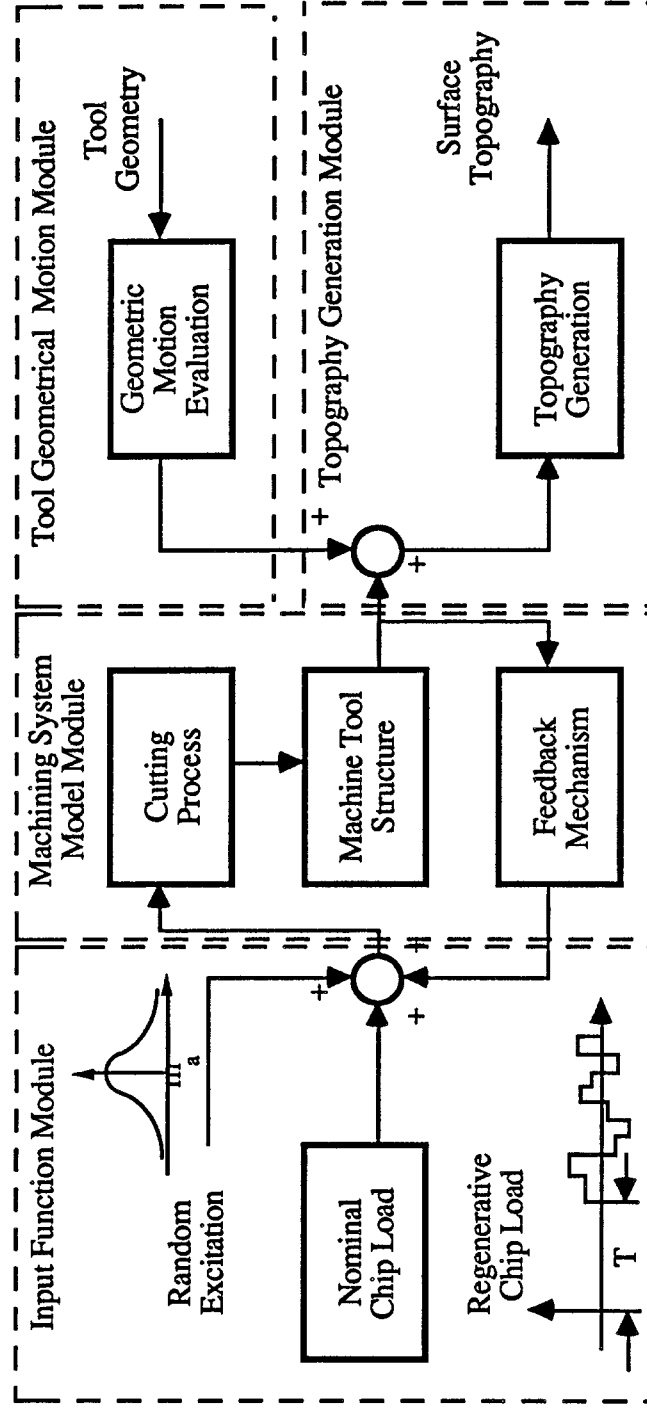 Input Function Module
Random
Excitation
m
a
+
+
+
Nominal
Chip Load
Regenerative
Chip Load
T
Machining System
Model Module
Cutting
Process
Machine Tool
Structure
Feedback
Mechanism
Tool Geometrical Motion Module
Tool
Geometry
Geometric
Motion
Evaluation
+
+
Topography Generation Module
Topography
Generation
Surface
Topography